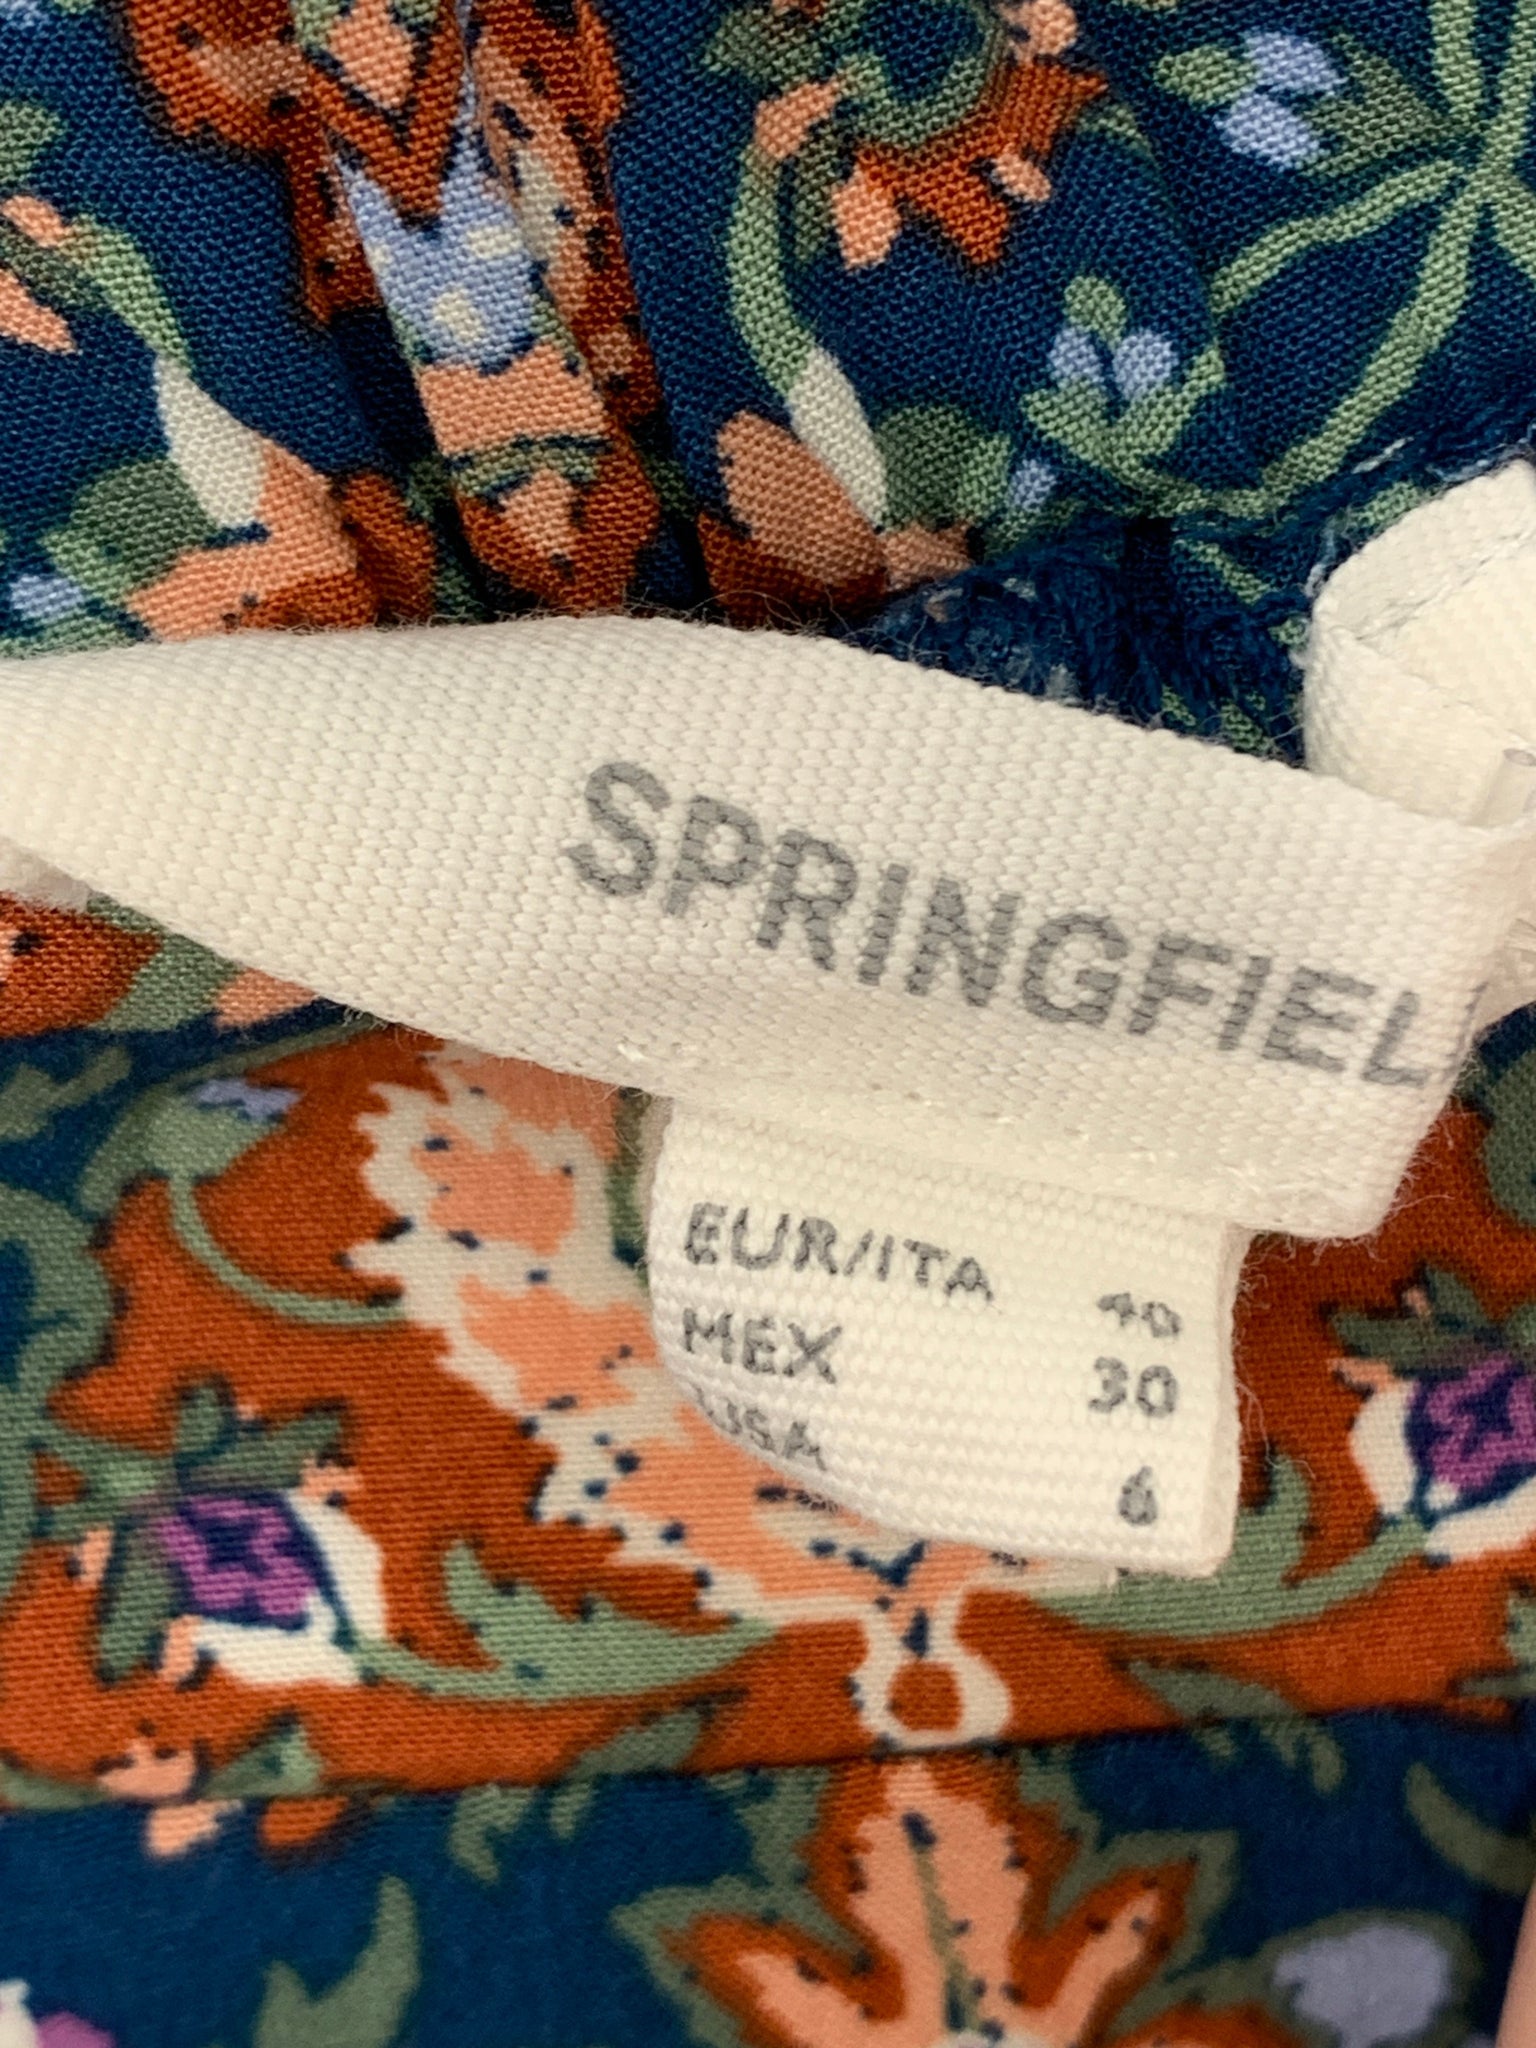 SPRINGFIEL
EUR/ITA 40
MEX 30
USA 6